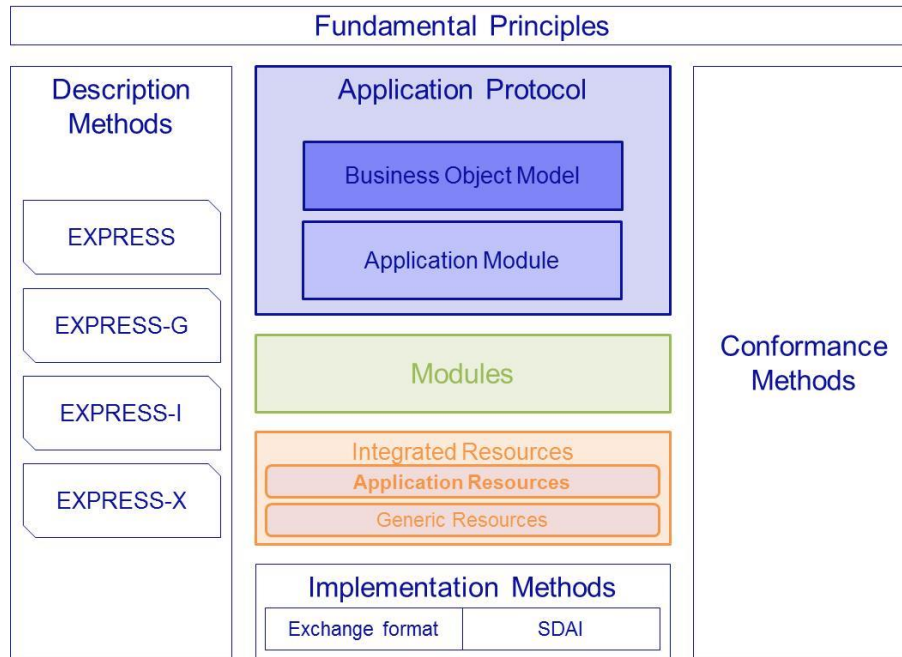 Fundamental Principles
Description
Methods
EXPRESS
EXPRESS-G
EXPRESS-I
EXPRESS-X
Application Protocol
Business Object Model
Application Module
Modules
Integrated Resources
Application Resources
Generic Resources
Implementation Methods
Exchange format
SDAI
Conformance
Methods